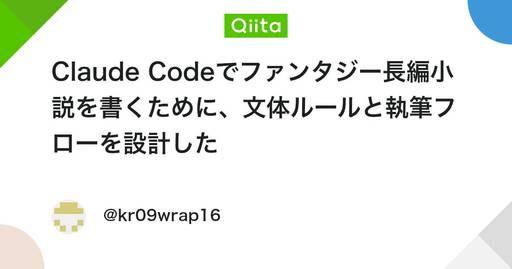 Qiita
Claude Codeでファンタジー長編小
説を書くために、文体ルールと執筆フ
ローを設計した
@kr09wrap16